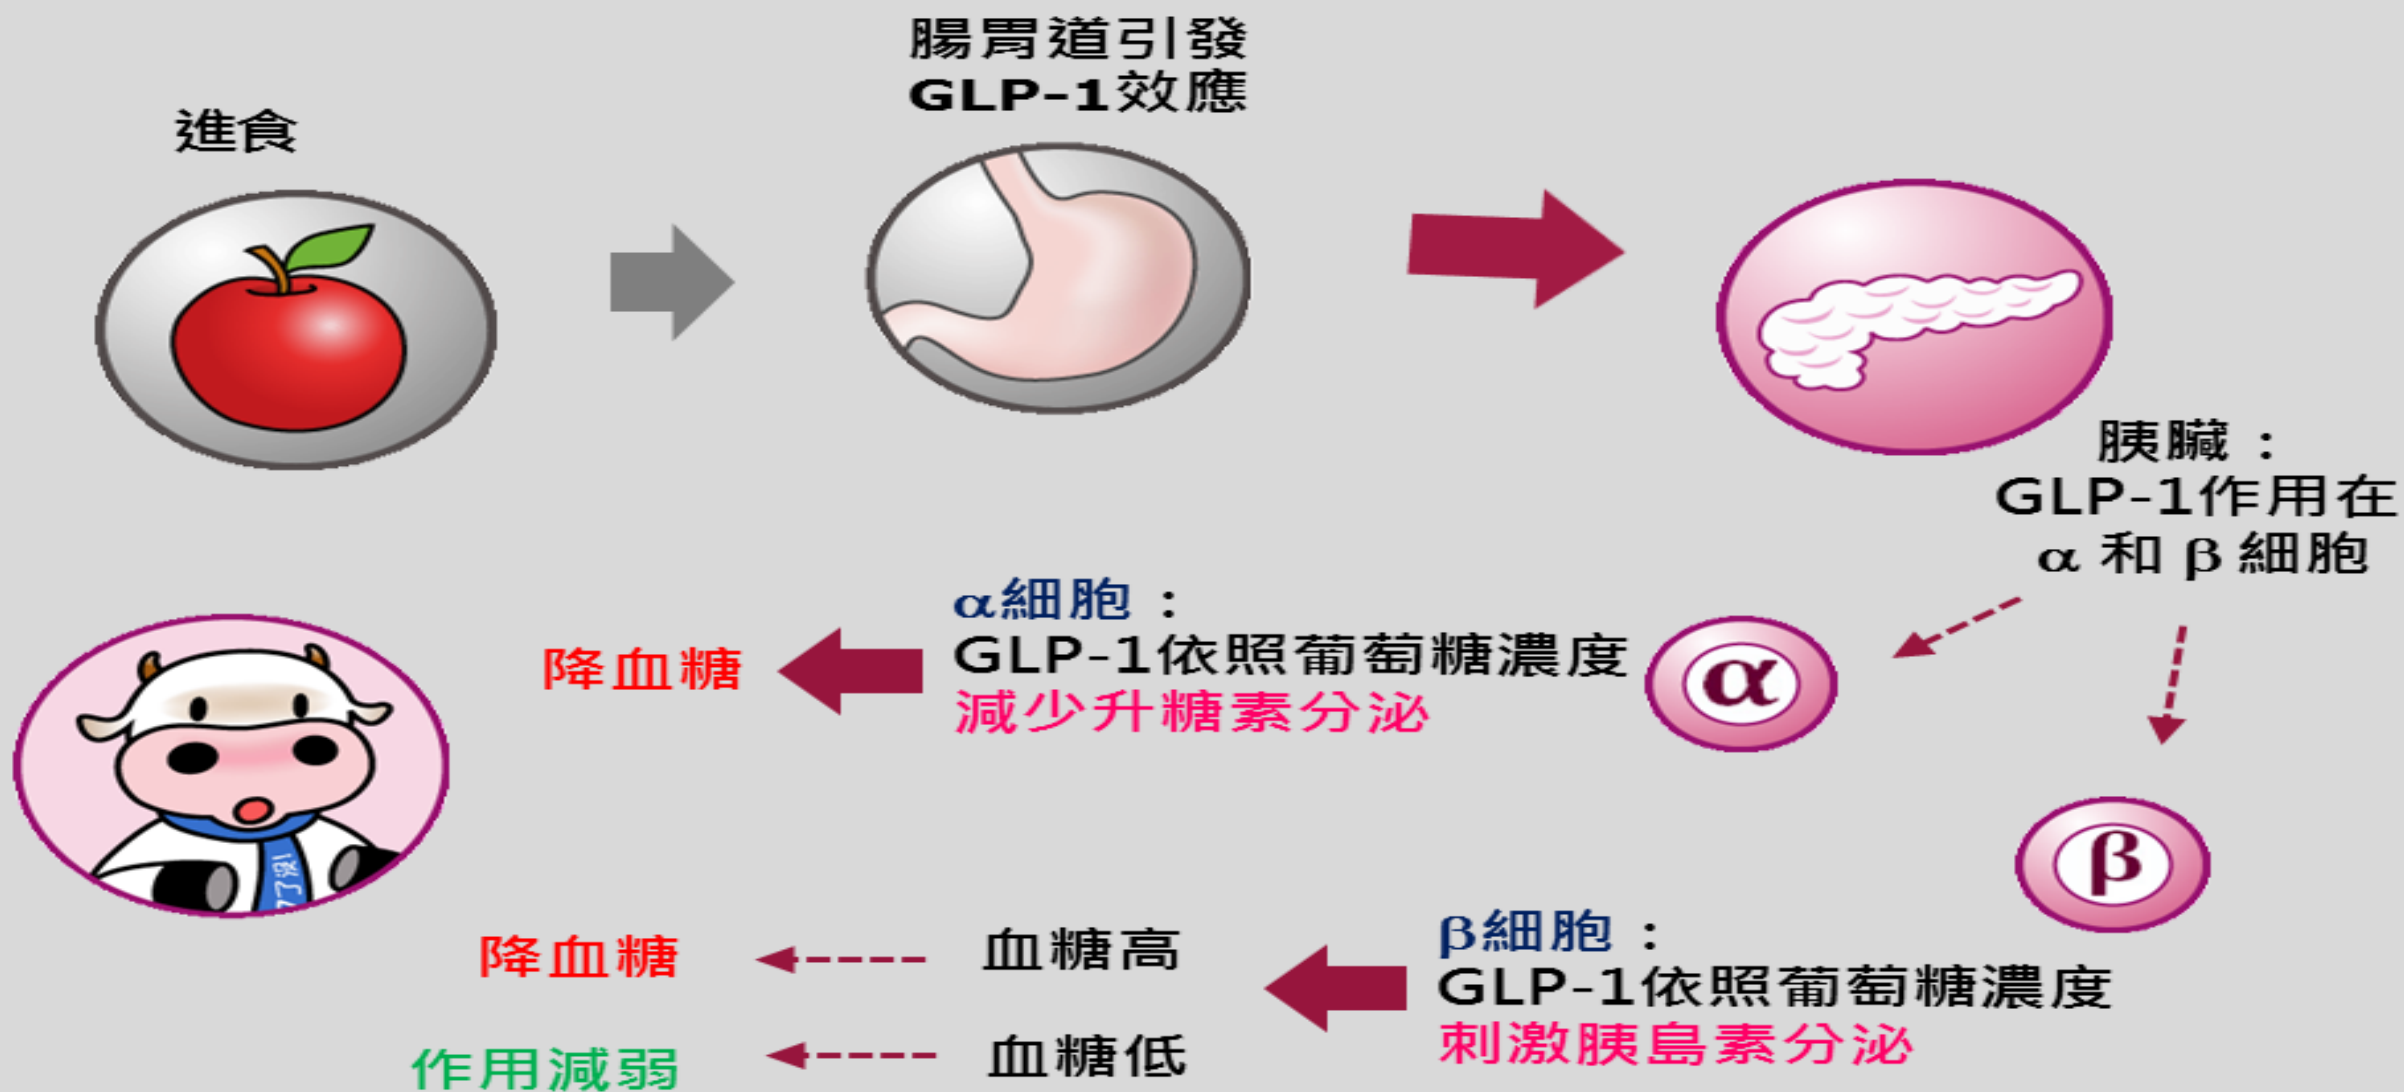 進食
腸胃道引發
GLP-1效應
胰臟：
GLP-1作用在
α 和 β 細胞
α
α細胞：
GLP-1依照葡萄糖濃度
減少升糖素分泌
降血糖
β
β細胞：
GLP-1依照葡萄糖濃度
刺激胰島素分泌
血糖高
降血糖
血糖低
作用減弱